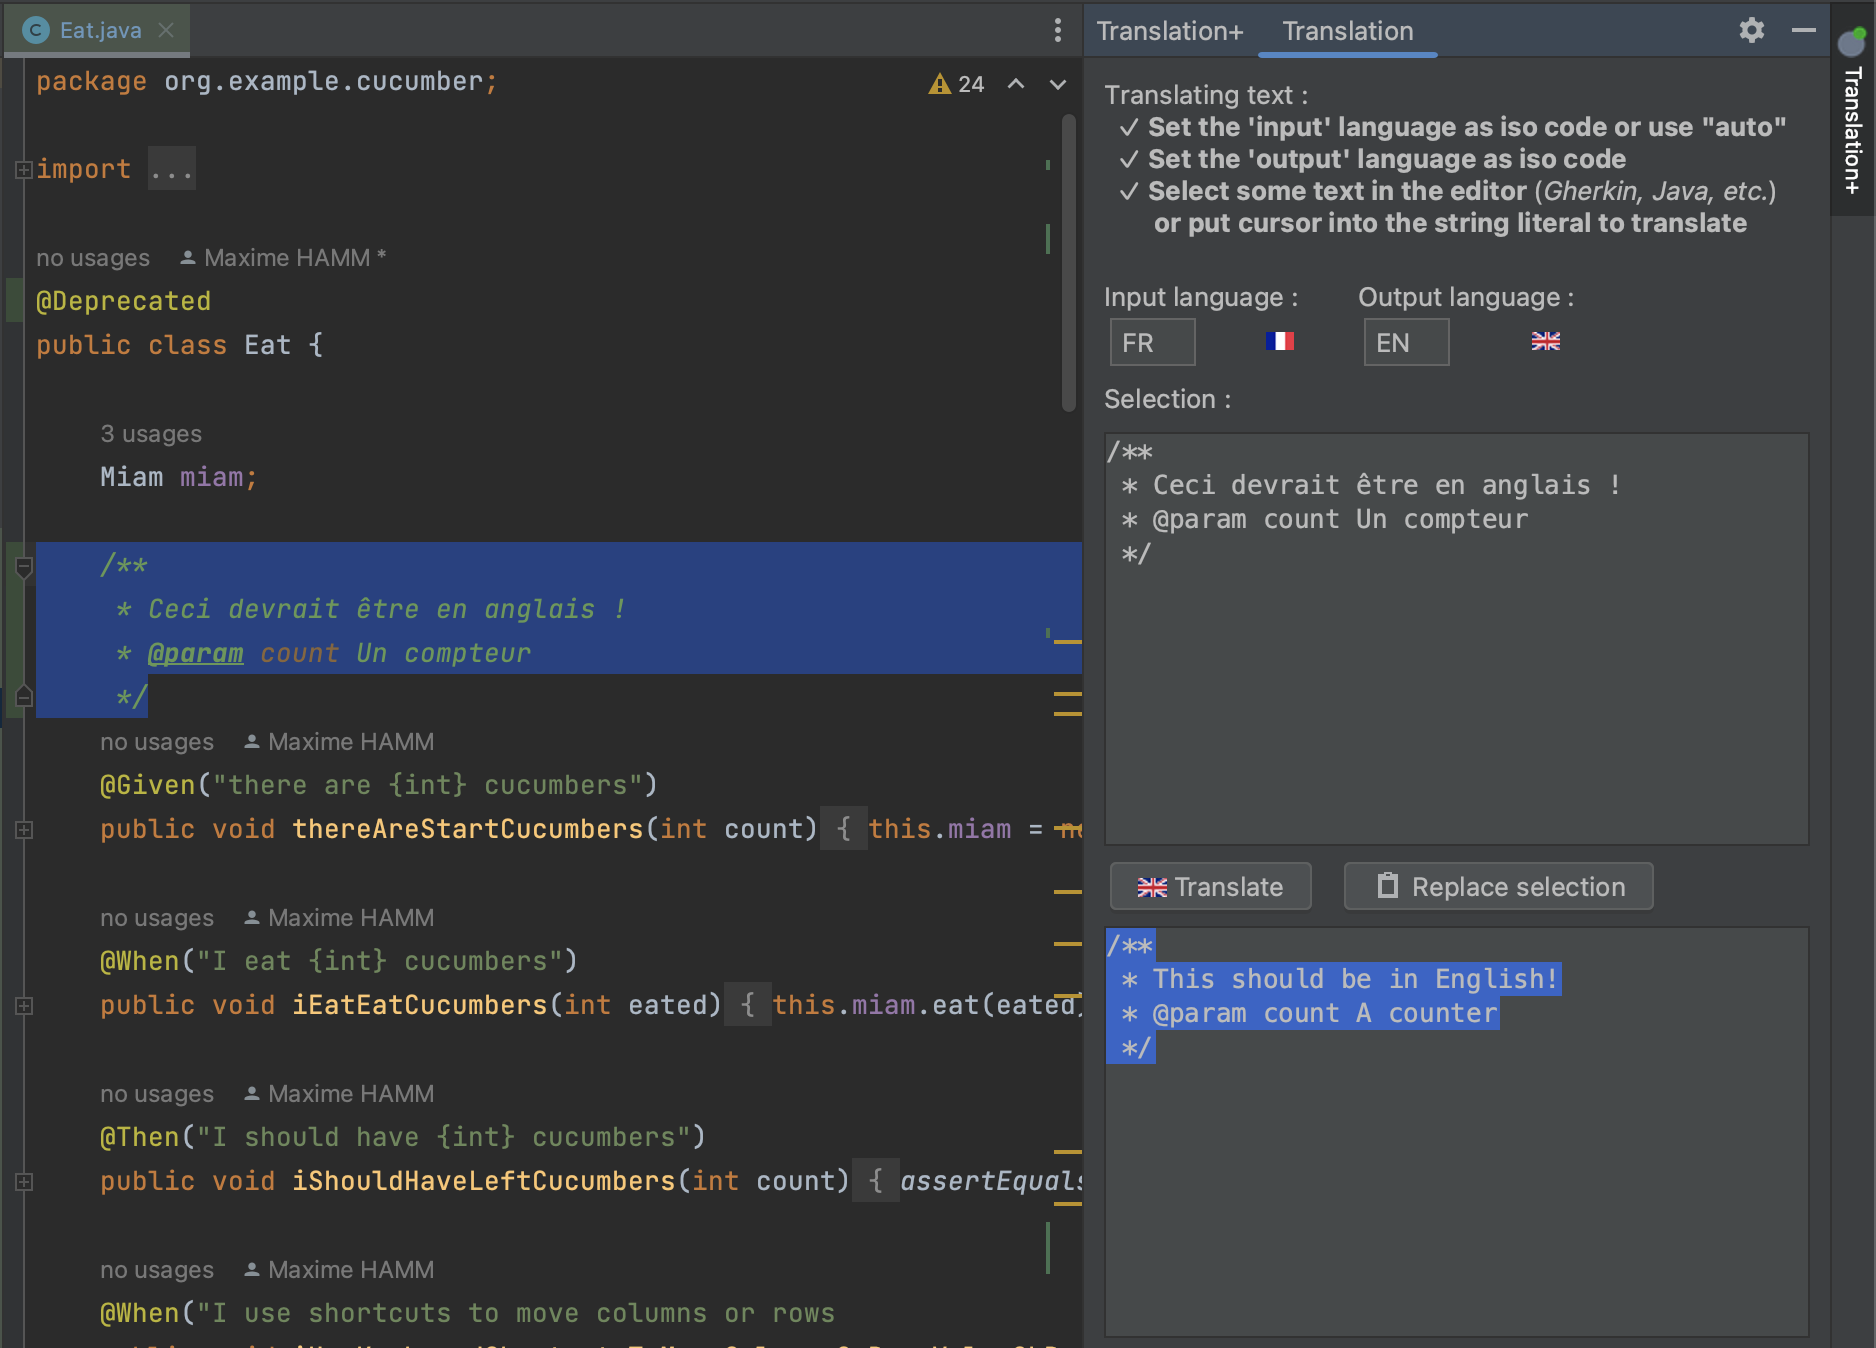 Eat.java
package org.example.cucumber;
24
import ...
no usages Maxime HAMM *
@Deprecated
public class Eat {
3 usages
Miam miam;
/**
* Ceci devrait être en anglais !
* @param count Un compteur
*/
no usages Maxime HAMM
@Given("there are {int} cucumbers")
public void thereAreStartCucumbers(int count) { this.miam =
no usages Maxime HAMM
@When("I eat {int} cucumbers")
public void iEatEatCucumbers(int eated) { this.miam.eat(eated)
no usages Maxime HAMM
@Then("I should have {int} cucumbers")
public void iShouldHaveLeftCucumbers(int count) { assertEquals
no usages Maxime HAMM
@When("I use shortcuts to move columns or rows
Translation+ Translation
Translating text :
✓ Set the 'input' language as iso code or use "auto"
✓ Set the 'output' language as iso code
✓ Select some text in the editor (Gherkin, Java, etc.)
or put cursor into the string literal to translate
Input language : Output language :
FR EN
Selection :
/**
* Ceci devrait être en anglais !
* @param count Un compteur
*/
Translate Replace selection
/**
* This should be in English!
* @param count A counter
*/
Translation+